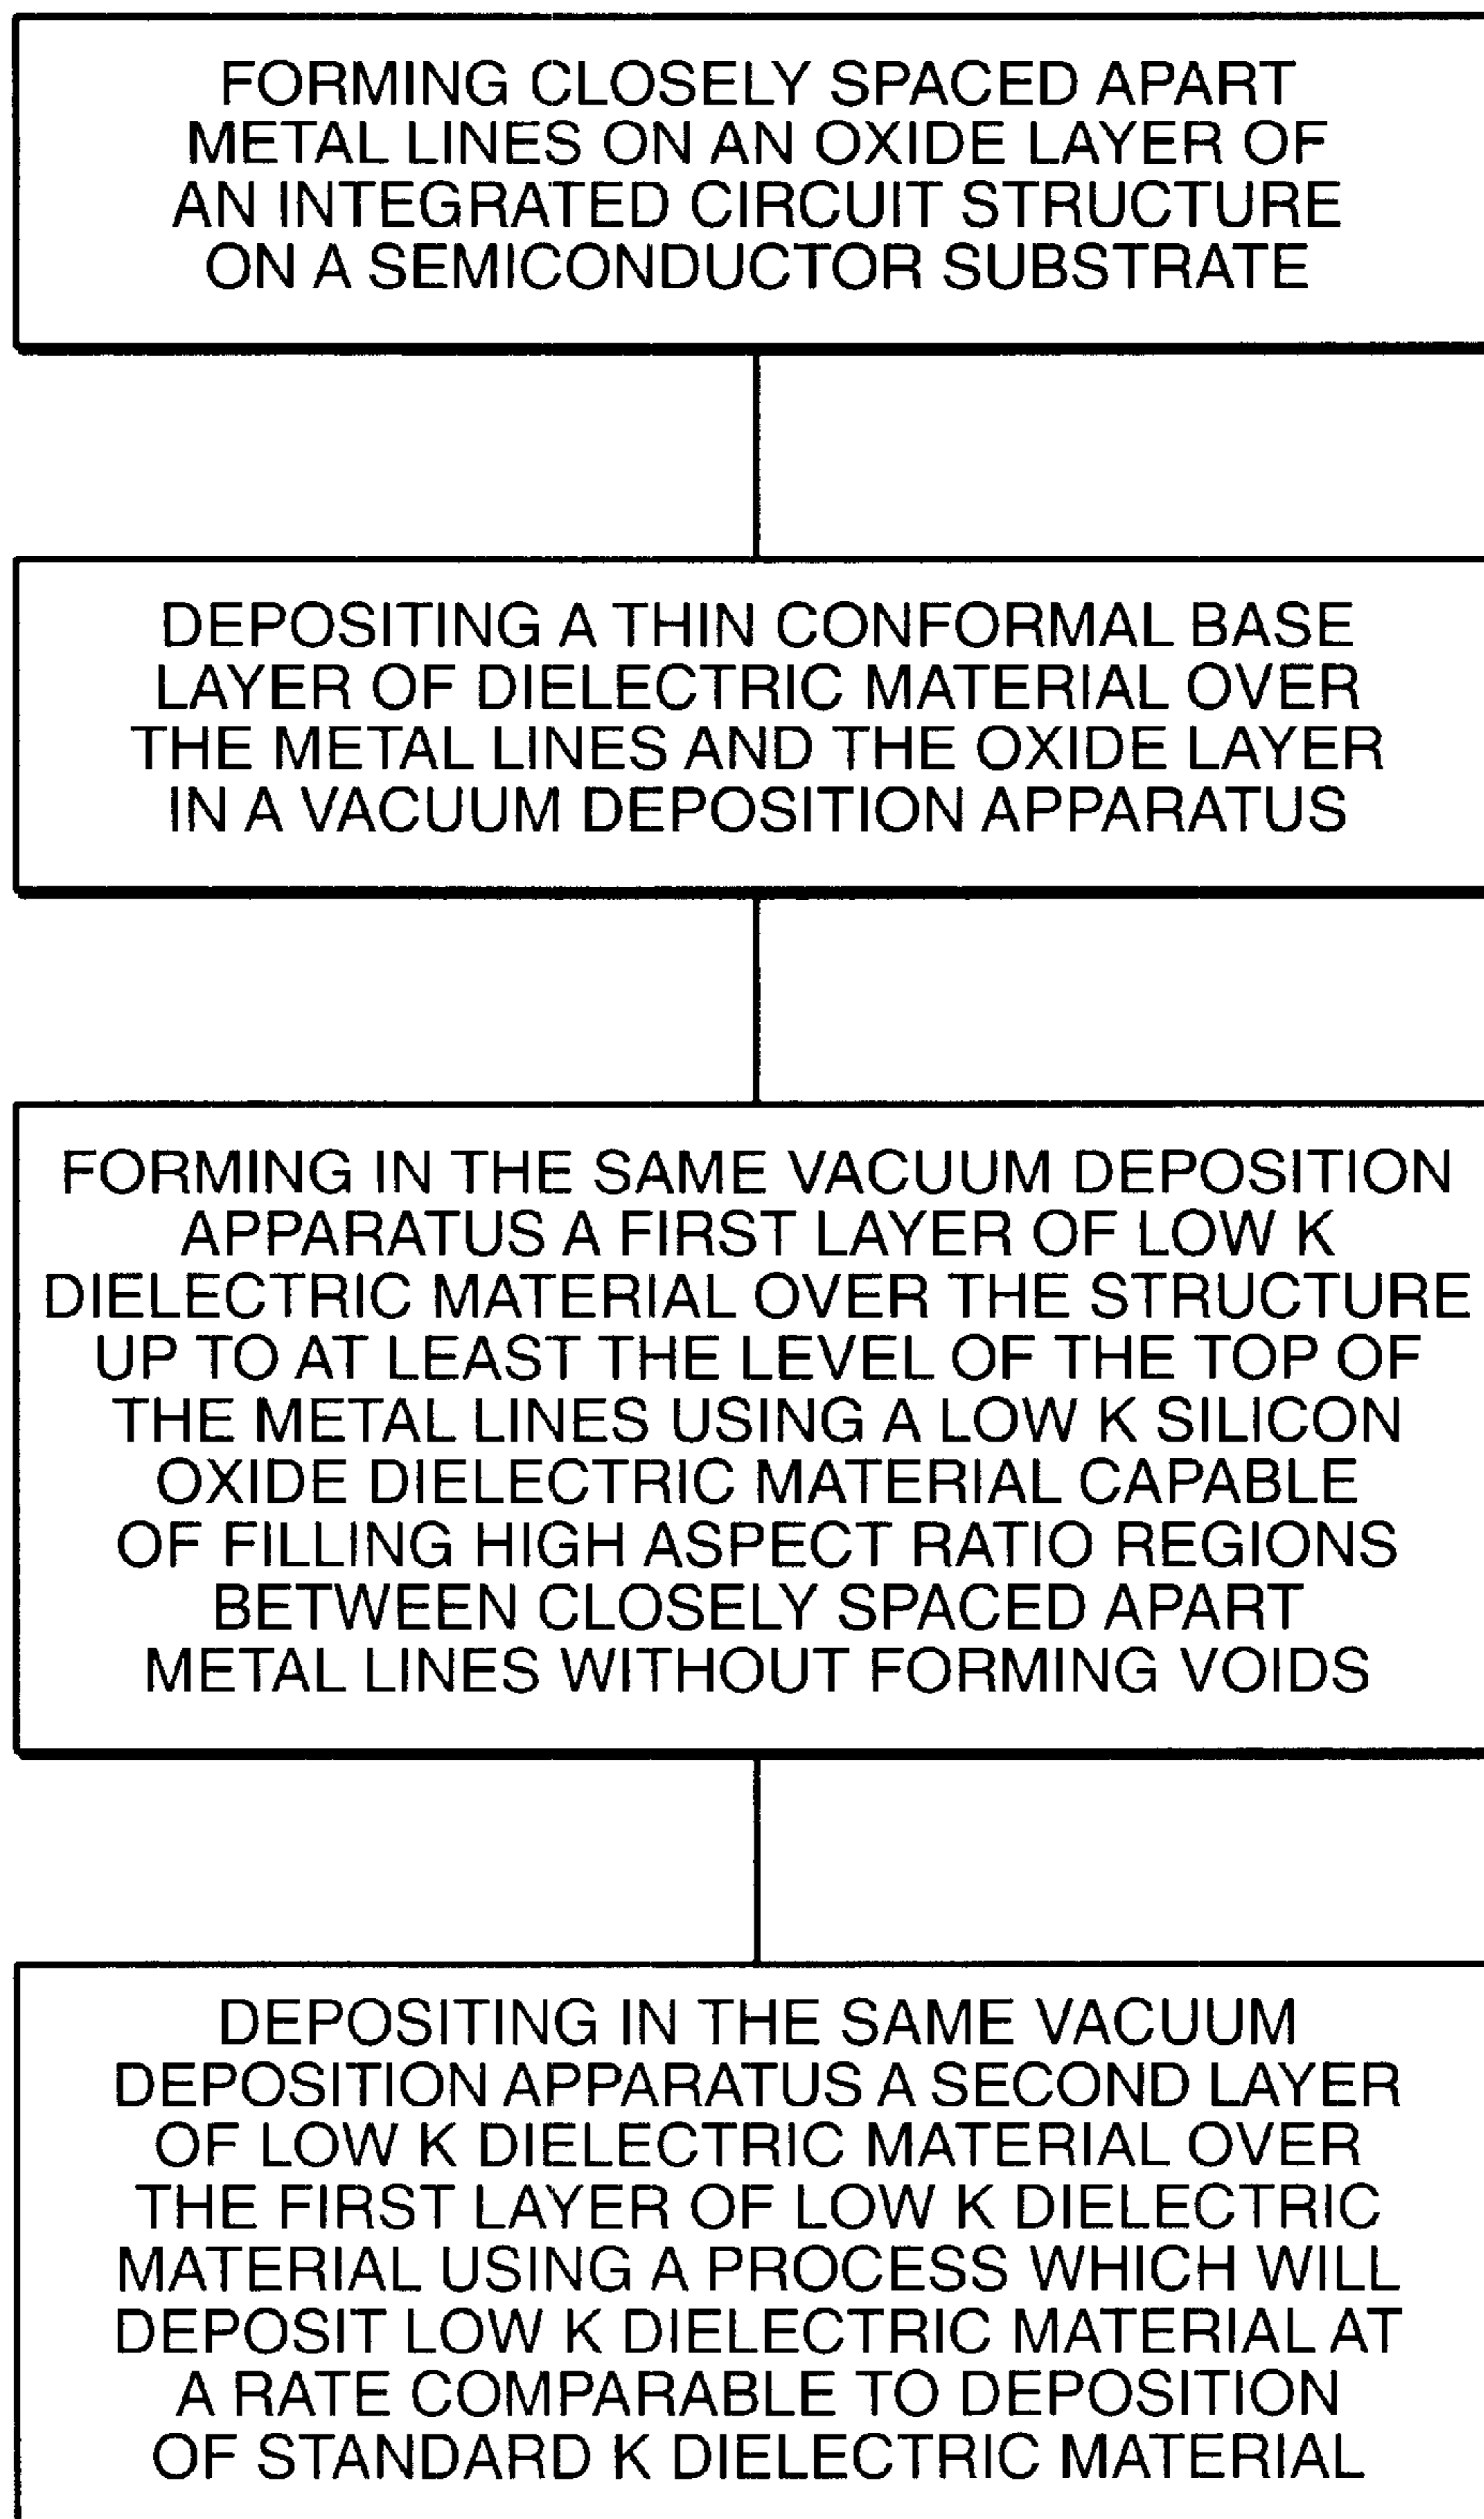 FORMING CLOSELY SPACED APART
METAL LINES ON AN OXIDE LAYER OF
AN INTEGRATED CIRCUIT STRUCTURE
ON A SEMICONDUCTOR SUBSTRATE
DEPOSITING A THIN CONFORMAL BASE
LAYER OF DIELECTRIC MATERIAL OVER
THE METAL LINES AND THE OXIDE LAYER
IN A VACUUM DEPOSITION APPARATUS
FORMING IN THE SAME VACUUM DEPOSITION
APPARATUS A FIRST LAYER OF LOW K
DIELECTRIC MATERIAL OVER THE STRUCTURE
UP TO AT LEAST THE LEVEL OF THE TOP OF
THE METAL LINES USING A LOW K SILICON
OXIDE DIELECTRIC MATERIAL CAPABLE
OF FILLING HIGH ASPECT RATIO REGIONS
BETWEEN CLOSELY SPACED APART
METAL LINES WITHOUT FORMING VOIDS
DEPOSITING IN THE SAME VACUUM
DEPOSITION APPARATUS A SECOND LAYER
OF LOW K DIELECTRIC MATERIAL OVER
THE FIRST LAYER OF LOW K DIELECTRIC
MATERIAL USING A PROCESS WHICH WILL
DEPOSIT LOW K DIELECTRIC MATERIAL AT
A RATE COMPARABLE TO DEPOSITION
OF STANDARD K DIELECTRIC MATERIAL